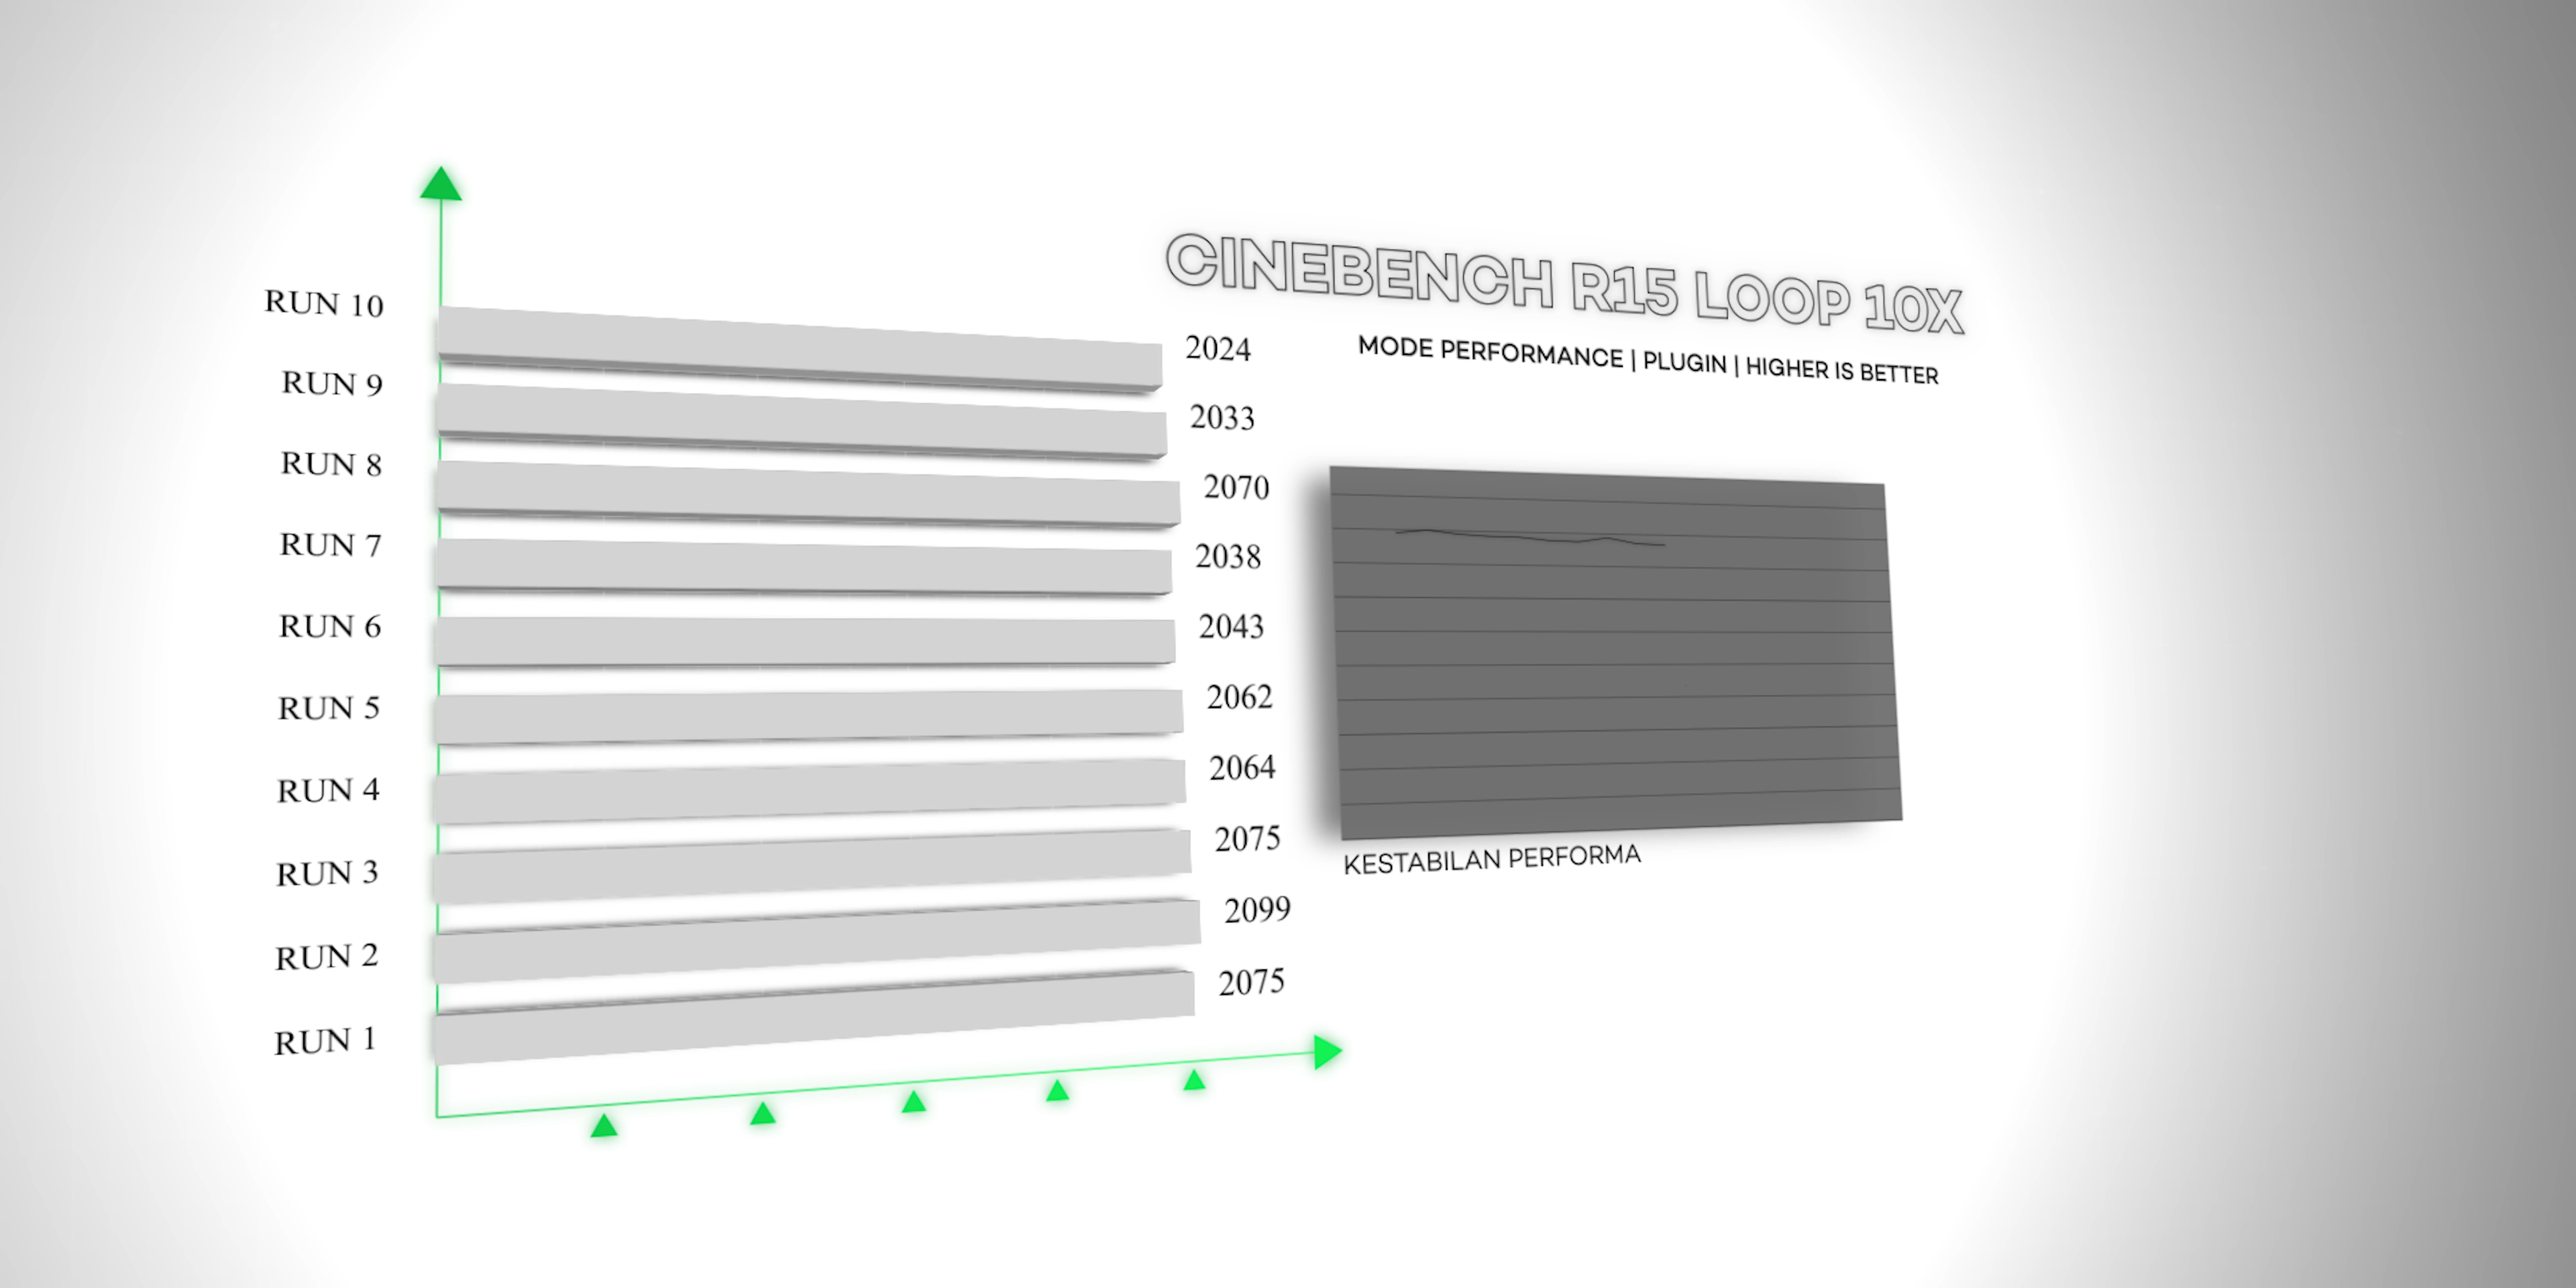 CINEBENCH R15 LOOP 10X
MODE PERFORMANCE | PLUGIN | HIGHER IS BETTER
RUN 10 2024
RUN 9 2033
RUN 8 2070
RUN 7 2038
RUN 6 2043
RUN 5 2062
RUN 4 2064
RUN 3 2075
RUN 2 2099
RUN 1 2075
KESTABILAN PERFORMA